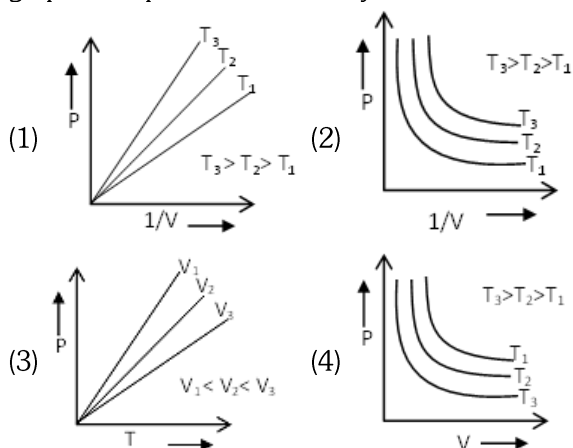 (1)
P
T₃
T₂
T₁
T₃ > T₂ > T₁
1/V
(2)
P
T₃>T₂>T₁
T₃
T₂
T₁
1/V
(3)
P
V₁
V₂
V₃
V₁ < V₂ < V₃
T
(4)
P
T₃>T₂>T₁
T₁
T₂
T₃
V